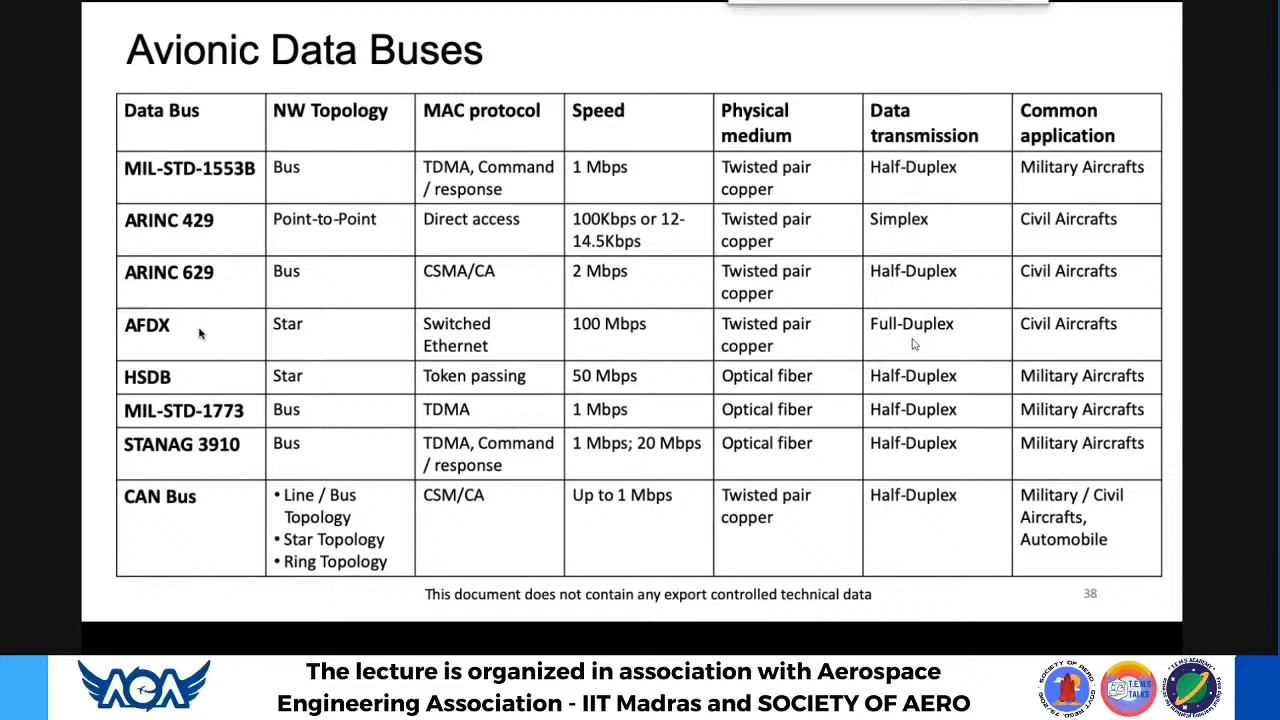 Avionic Data Buses
Data Bus NW Topology MAC protocol Speed Physical medium Data transmission Common application
MIL-STD-1553B Bus TDMA, Command / response 1 Mbps Twisted pair copper Half-Duplex Military Aircrafts
ARINC 429 Point-to-Point Direct access 100Kbps or 12-14.5Kbps Twisted pair copper Simplex Civil Aircrafts
ARINC 629 Bus CSMA/CA 2 Mbps Twisted pair copper Half-Duplex Civil Aircrafts
AFDX Star Switched Ethernet 100 Mbps Twisted pair copper Full-Duplex Civil Aircrafts
HSDB Star Token passing 50 Mbps Optical fiber Half-Duplex Military Aircrafts
MIL-STD-1773 Bus TDMA 1 Mbps Optical fiber Half-Duplex Military Aircrafts
STANAG 3910 Bus TDMA, Command / response 1 Mbps; 20 Mbps Optical fiber Half-Duplex Military Aircrafts
CAN Bus • Line / Bus Topology • Star Topology • Ring Topology CSM/CA Up to 1 Mbps Twisted pair copper Half-Duplex Military / Civil Aircrafts, Automobile
This document does not contain any export controlled technical data 38
The lecture is organized in association with Aerospace
Engineering Association - IIT Madras and SOCIETY OF AERO
SOCIETY OF AERO
T.E.M.S
TALKS
T.E.M.S ACADEMY